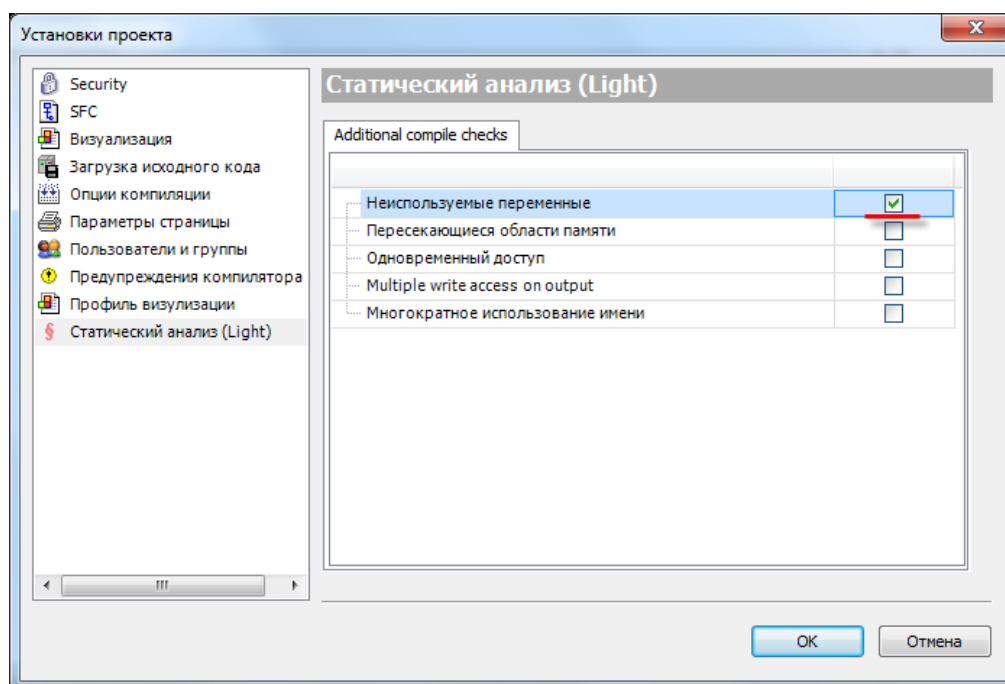 Установки проекта
Security
SFC
Визуализация
Загрузка исходного кода
Опции компиляции
Параметры страницы
Пользователи и группы
Предупреждения компилятора
Профиль визулизации
Статический анализ (Light)
Статический анализ (Light)
Additional compile checks
Неиспользуемые переменные
Пересекающиеся области памяти
Одновременный доступ
Multiple write access on output
Многократное использование имени
OK
Отмена